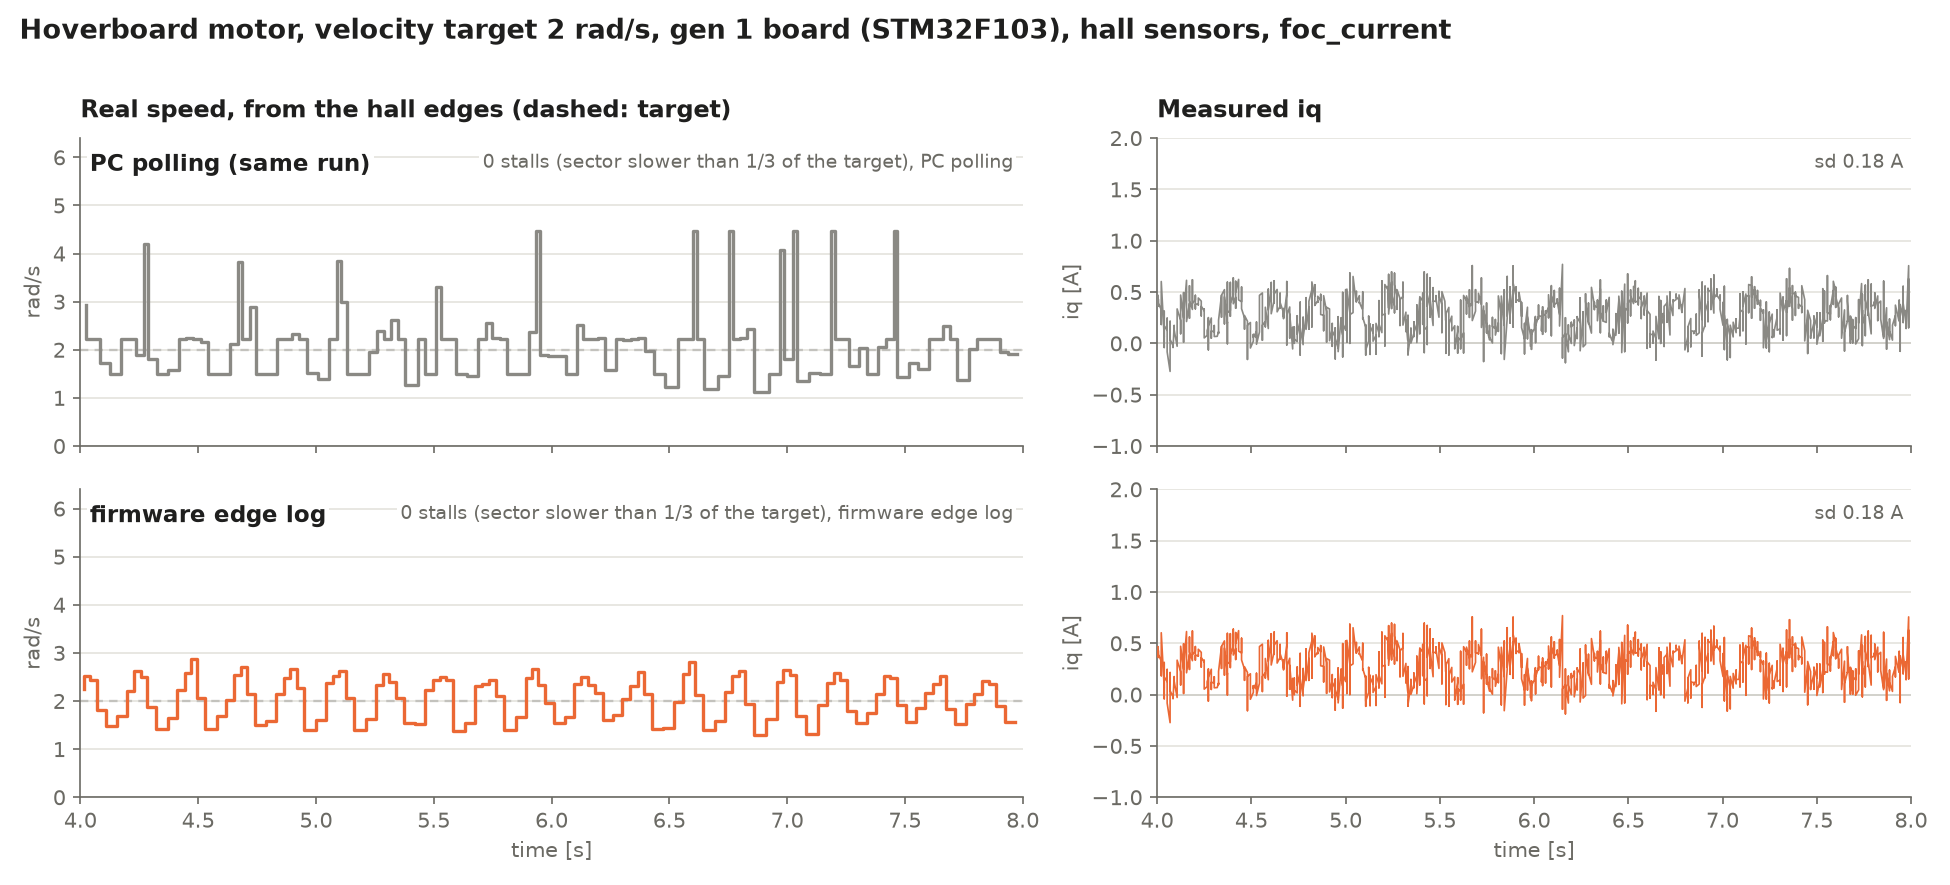 Hoverboard motor, velocity target 2 rad/s, gen 1 board (STM32F103), hall sensors, foc_current
Real speed, from the hall edges (dashed: target)
Measured iq
PC polling (same run)
0 stalls (sector slower than 1/3 of the target), PC polling
6
5
4
3
2
1
0
rad/s
sd 0.18 A
2.0
1.5
1.0
0.5
0.0
−0.5
−1.0
iq [A]
firmware edge log
0 stalls (sector slower than 1/3 of the target), firmware edge log
6
5
4
3
2
1
0
rad/s
4.0 4.5 5.0 5.5 6.0 6.5 7.0 7.5 8.0
time [s]
sd 0.18 A
2.0
1.5
1.0
0.5
0.0
−0.5
−1.0
iq [A]
4.0 4.5 5.0 5.5 6.0 6.5 7.0 7.5 8.0
time [s]